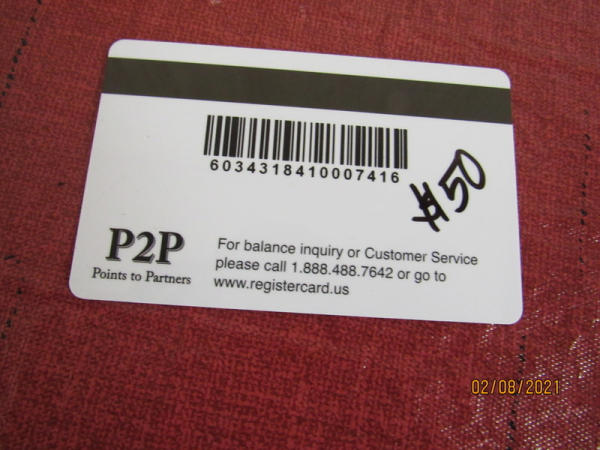 6034318410007416
$50
P2P
Points to Partners
For balance inquiry or Customer Service
please call 1.888.488.7642 or go to
www.registercard.us
02/08/2021